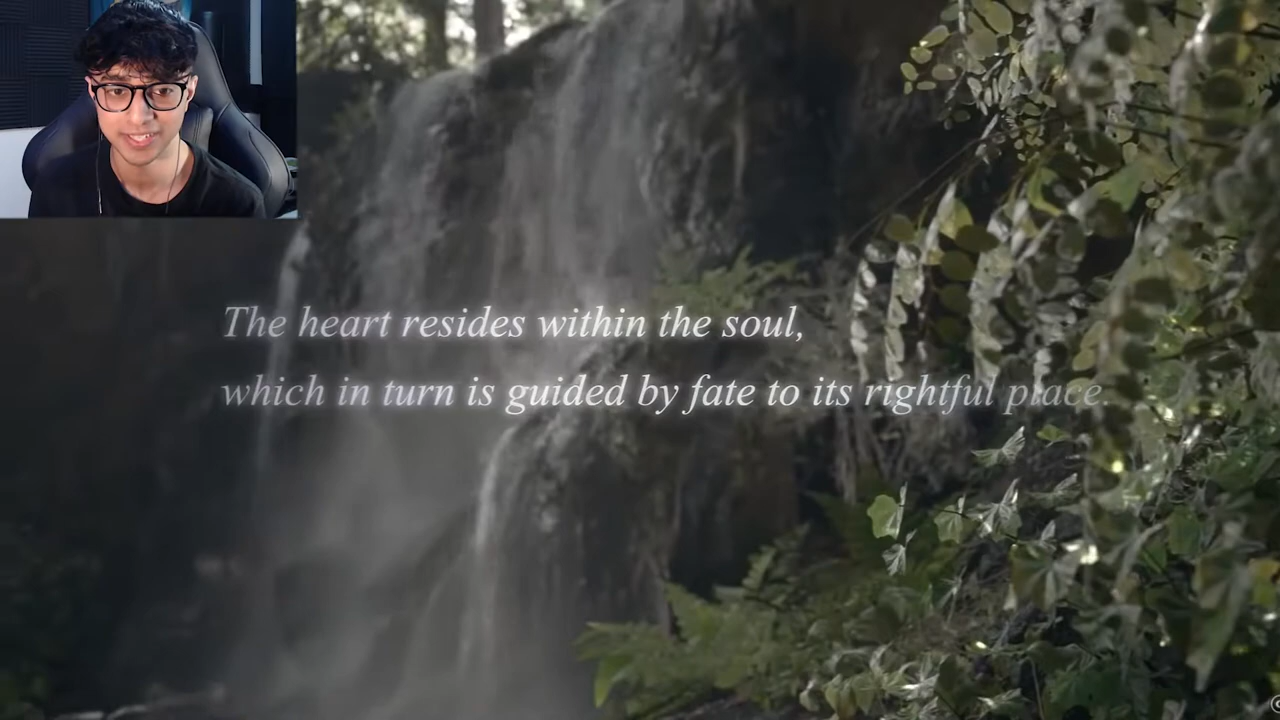 The heart resides within the soul,
which in turn is guided by fate to its rightful place.